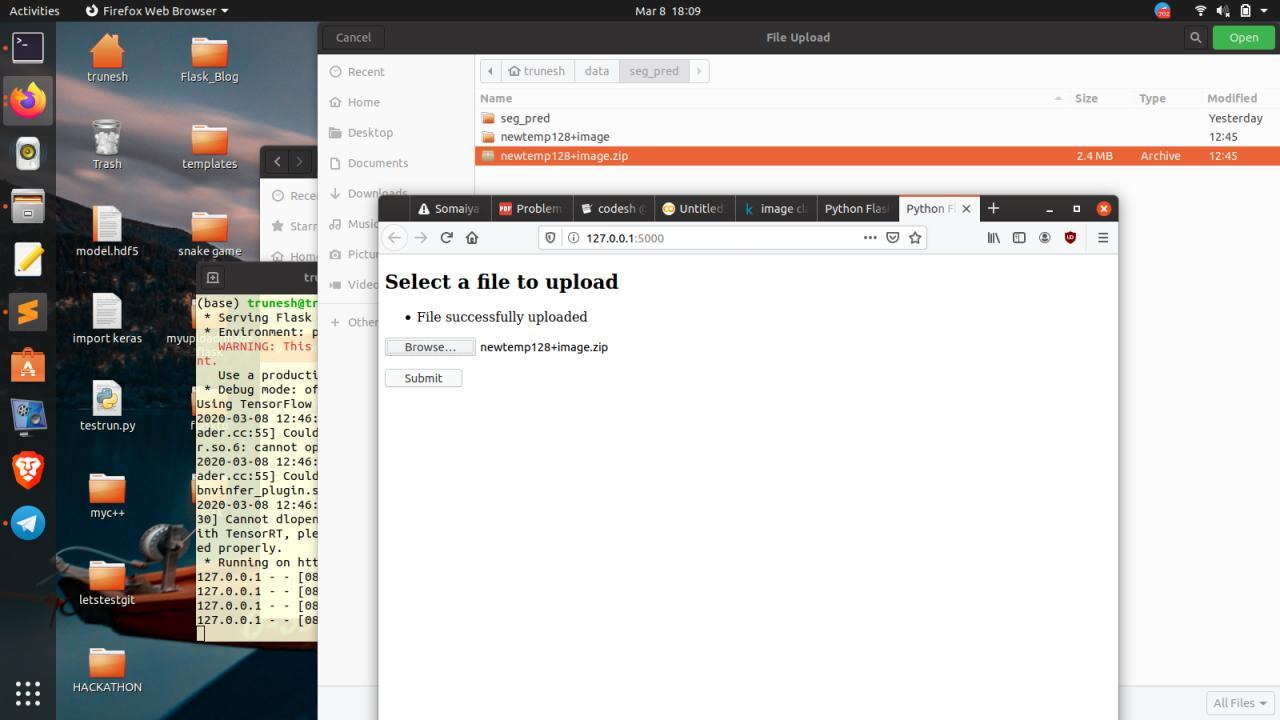 Activities
Firefox Web Browser
Mar 8 18:09
702
trunesh
Flask_Blog
Trash
templates
model.hdf5
snake game
import keras
testrun.py
myc++
letstestgit
HACKATHON
Cancel
File Upload
Open
Recent
Home
Desktop
Documents
Downloads
Other
trunesh
data
seg_pred
Name
Size
Type
Modified
seg_pred
Yesterday
newtemp128+image
12:45
newtemp128+image.zip
2.4 MB
Archive
12:45
Somaiya
PDF
Problem
codesh
Untitled
k
image c
Python Flas
Python F
127.0.0.1:5000
Select a file to upload
• File successfully uploaded
Browse...
newtemp128+image.zip
Submit
(base) trunesh@tr
* Serving Flask
* Environment: p
WARNING: This
nt.
Use a producti
* Debug mode: of
Using TensorFlow
2020-03-08 12:46:
ader.cc:55] Could
r.so.6: cannot op
2020-03-08 12:46:
ader.cc:55] Could
bnvinfer_plugin.s
2020-03-08 12:46:
30] Cannot dlopen
ith TensorRT, ple
ed properly.
* Running on htt
127.0.0.1 - - [08
127.0.0.1 - - [08
127.0.0.1 - - [08
127.0.0.1 - - [08
All Files